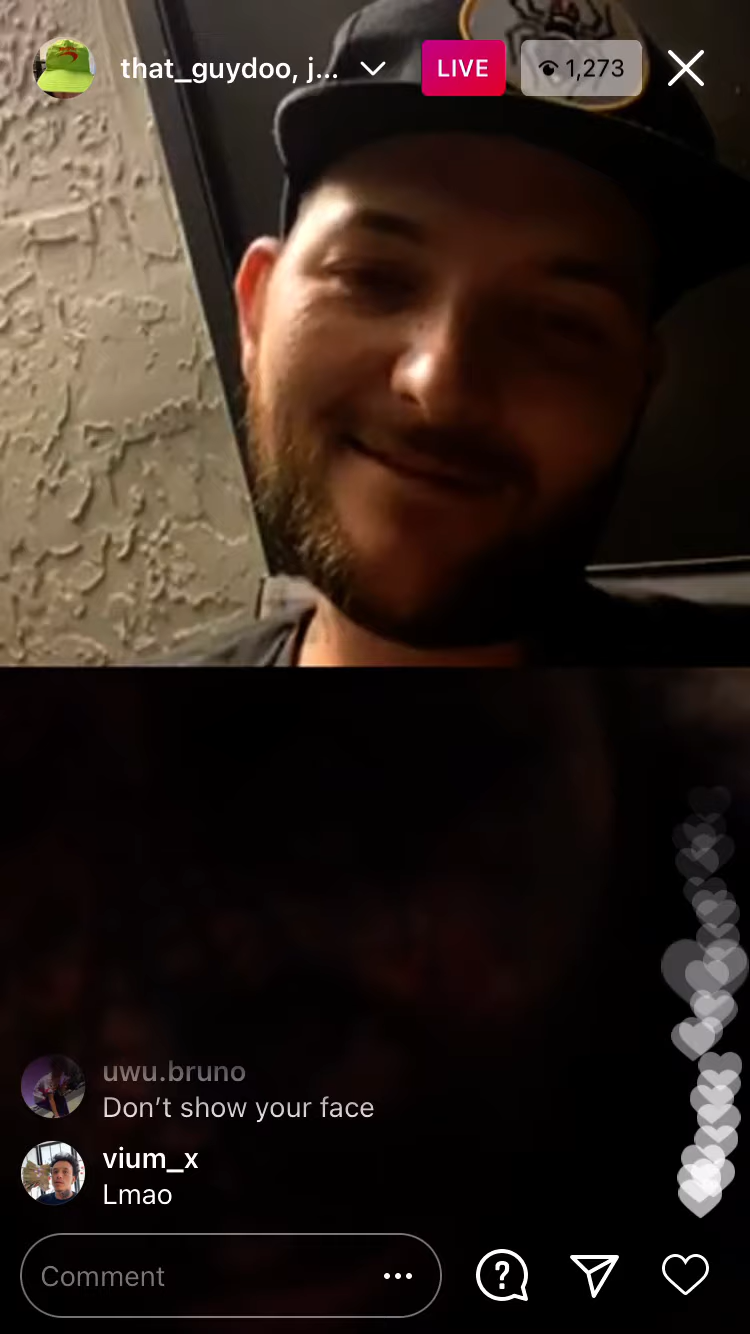 that_guydoo, j...
LIVE
1,273
uwu.bruno
Don’t show your face
vium_x
Lmao
Comment